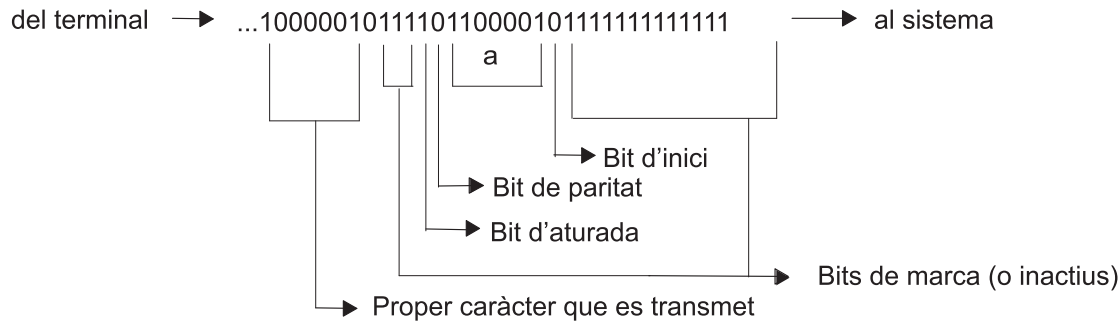 del terminal ...10000010111101100001011111111111111 al sistema
a
Bit d’inici
Bit de paritat
Bit d’aturada
Bits de marca (o inactius)
Proper caràcter que es transmet